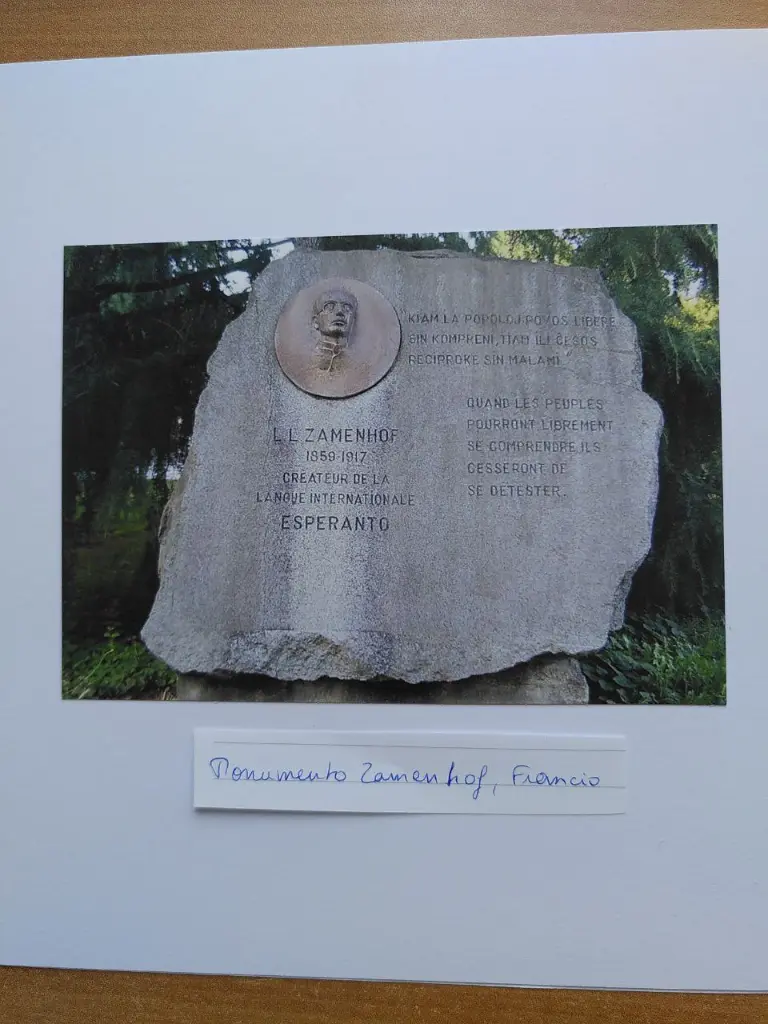 L.L. ZAMENHOF
1859-1917
CRÉATEUR DE LA
LANGUE INTERNATIONALE
ESPERANTO
KIAM LA POPOLOJ POVOS LIBERE
SIN KOMPRENI, TIAM ILI ĈESOS
RECIPROKE SIN MALAMI.
QUAND LES PEUPLES
POURRONT LIBREMENT
SE COMPRENDRE ILS
CESSERONT DE
SE DETESTER.
Monumento Zamenhof, Francio